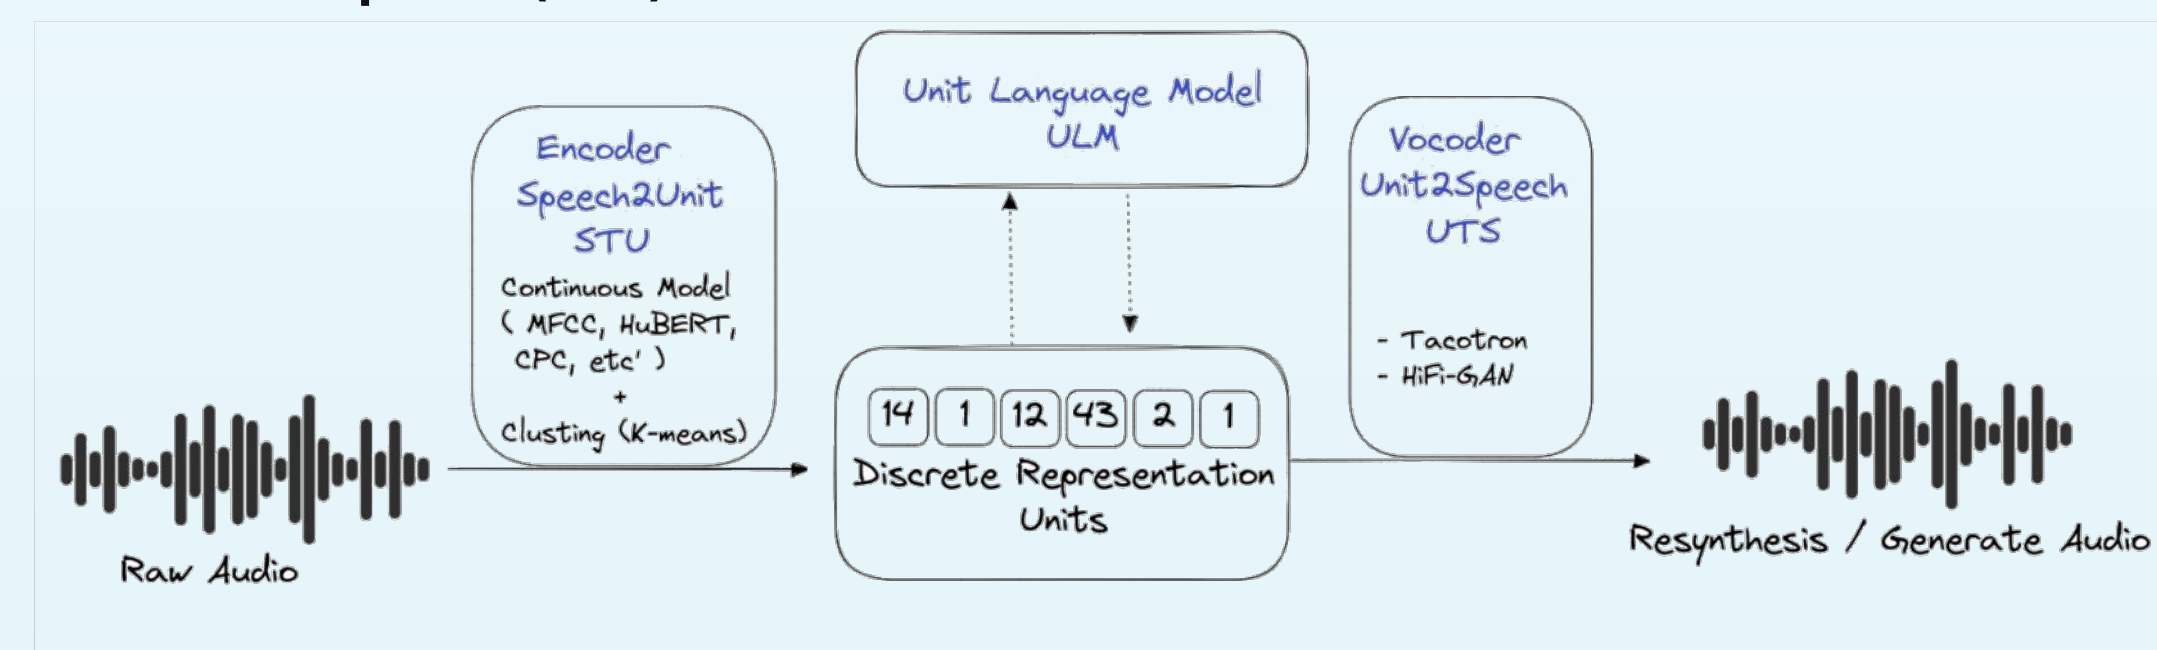 Unit Language Model
ULM
Encoder
Speech2Unit
STU
Continuous Model
( MFCC, HuBERT,
CPC, etc' )
+
Clusting (K-means)
Vocoder
Unit2Speech
UTS
- Tacotron
- HiFi-GAN
14 1 12 43 2 1
Discrete Representation
Units
Raw Audio
Resynthesis / Generate Audio